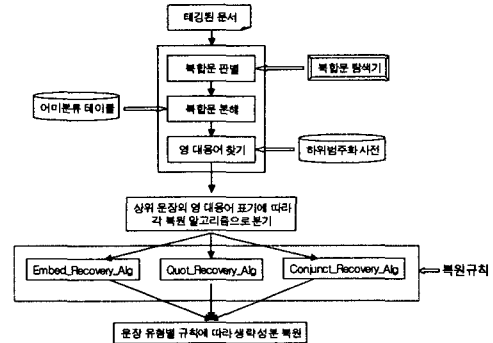 태깅된 문서
복합문 판별
복합문 탐색기
어미분류 테이블
복합문 분해
영 대용어 찾기
하위범주화 사전
상위 문장의 영 대용어 표기에 따라
각 복원 알고리즘으로 분기
Embed_Recovery_Alg
Quot_Recovery_Alg
Conjunct_Recovery_Alg
복원규칙
문장 유형별 규칙에 따라 생략 성분 복원